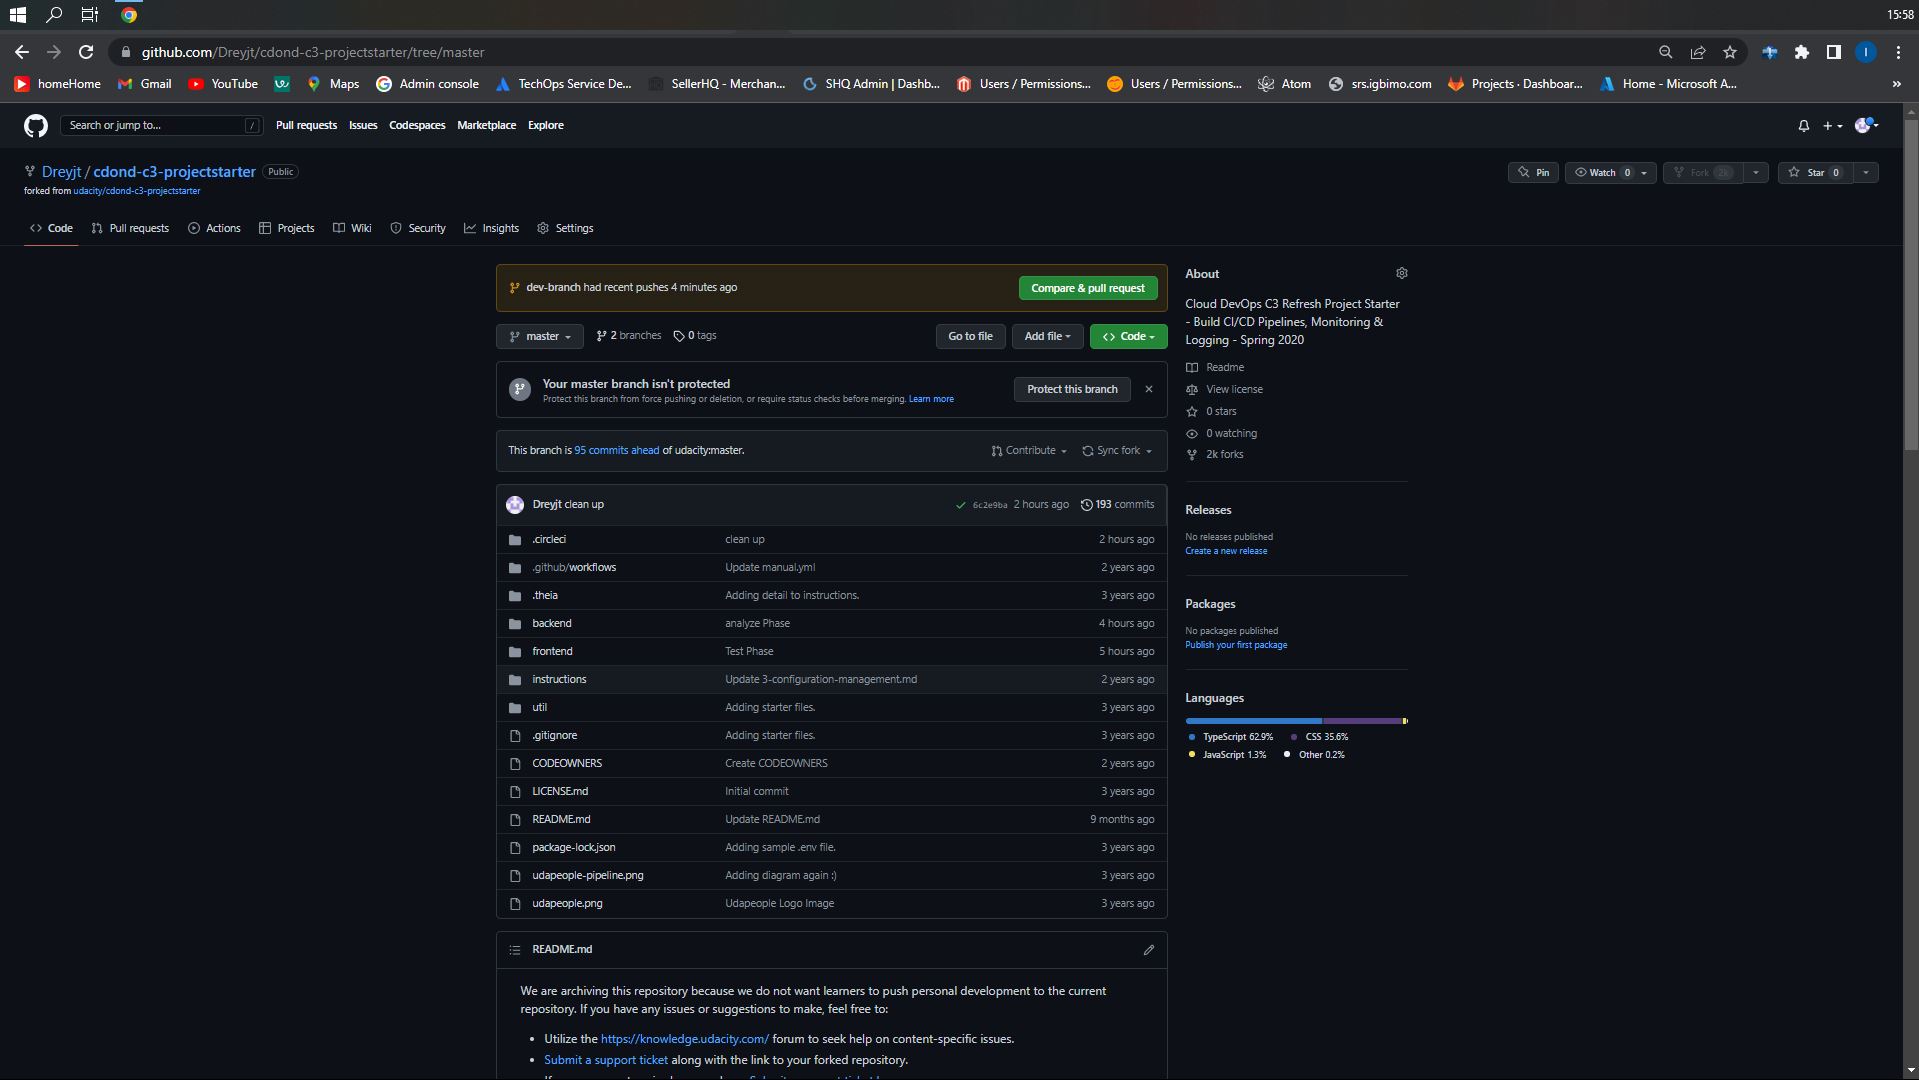 15:58
github.com/Dreyjt/cdond-c3-projectstarter/tree/master
homeHome Gmail YouTube Maps Admin console TechOps Service De... SellerHQ - Merchan... SHQ Admin | Dashb... Users / Permissions... Users / Permissions... Atom srs.igbimo.com Projects · Dashboar... Home - Microsoft A... »
Search or jump to... / Pull requests Issues Codespaces Marketplace Explore
Dreyjt / cdond-c3-projectstarter Public Pin Watch 0 Fork 2k Star 0
forked from udacity/cdond-c3-projectstarter
Code Pull requests Actions Projects Wiki Security Insights Settings
dev-branch had recent pushes 4 minutes ago Compare & pull request
master 2 branches 0 tags Go to file Add file Code
Your master branch isn't protected
Protect this branch from force pushing or deletion, or require status checks before merging. Learn more
Protect this branch
This branch is 95 commits ahead of udacity:master. Contribute Sync fork
Dreyjt clean up 6c2e9ba 2 hours ago 193 commits
.circleci clean up 2 hours ago
.github/workflows Update manual.yml 2 years ago
.theia Adding detail to instructions. 3 years ago
backend analyze Phase 4 hours ago
frontend Test Phase 5 hours ago
instructions Update 3-configuration-management.md 2 years ago
util Adding starter files. 3 years ago
.gitignore Adding starter files. 3 years ago
CODEOWNERS Create CODEOWNERS 2 years ago
LICENSE.md Initial commit 3 years ago
README.md Update README.md 9 months ago
package-lock.json Adding sample .env file. 3 years ago
udapeople-pipeline.png Adding diagram again :) 3 years ago
udapeople.png Udapeople Logo Image 3 years ago
README.md
We are archiving this repository because we do not want learners to push personal development to the current
repository. If you have any issues or suggestions to make, feel free to:
• Utilize the https://knowledge.udacity.com/ forum to seek help on content-specific issues.
• Submit a support ticket along with the link to your forked repository.
About
Cloud DevOps C3 Refresh Project Starter
- Build CI/CD Pipelines, Monitoring &
Logging - Spring 2020
Readme
View license
0 stars
0 watching
2k forks
Releases
No releases published
Create a new release
Packages
No packages published
Publish your first package
Languages
TypeScript 62.9% CSS 35.6%
JavaScript 1.3% Other 0.2%